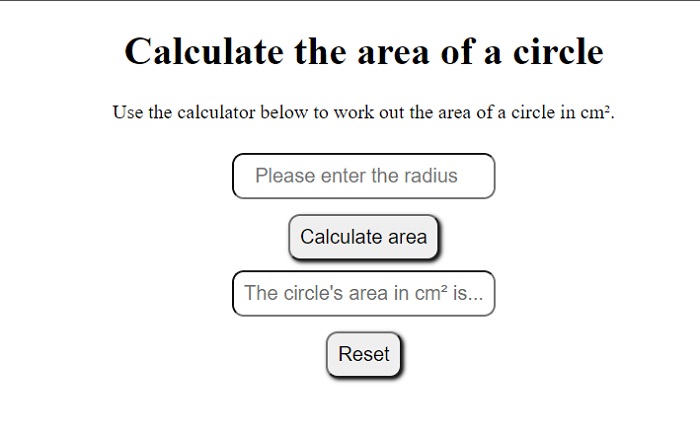 Calculate the area of a circle
Use the calculator below to work out the area of a circle in cm².
Please enter the radius
Calculate area
The circle's area in cm² is...
Reset